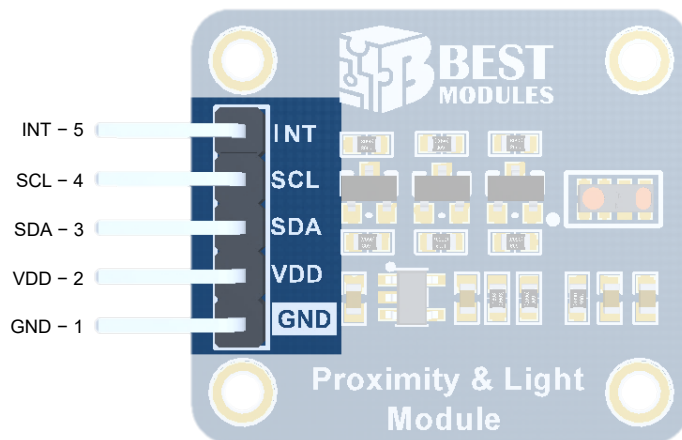 BEST
MODULES
INT – 5
INT
SCL – 4
SCL
SDA – 3
SDA
VDD – 2
VDD
GND – 1
GND
Proximity & Light
Module